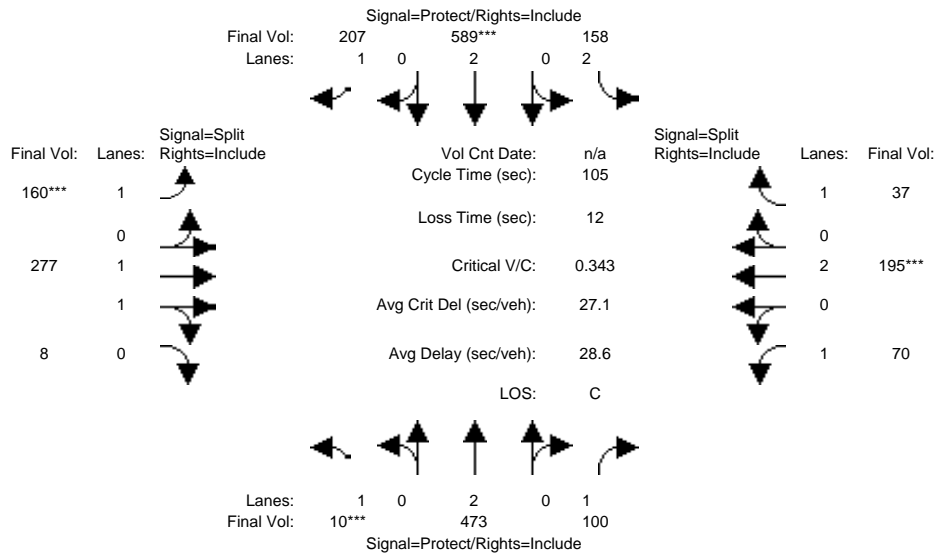 Signal=Protect/Rights=Include
Final Vol: 207 589*** 158
Lanes: 1 0 2 0 2
Signal=Split Signal=Split
Final Vol: Lanes: Rights=Include Vol Cnt Date: n/a Rights=Include Lanes: Final Vol:
Cycle Time (sec): 105
160*** 1 1 37
Loss Time (sec): 12
0 0
277 1 Critical V/C: 0.343 2 195***
1 Avg Crit Del (sec/veh): 27.1 0
8 0 Avg Delay (sec/veh): 28.6 1 70
LOS: C
Lanes: 1 0 2 0 1
Final Vol: 10*** 473 100
Signal=Protect/Rights=Include